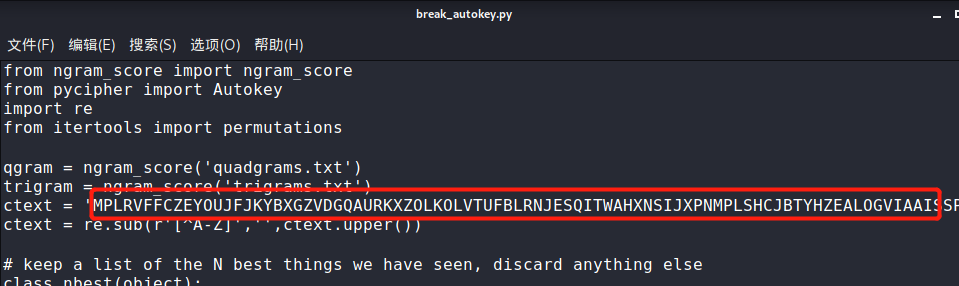 break_autokey.py
文件(F) 编辑(E) 搜索(S) 选项(O) 帮助(H)
from ngram_score import ngram_score
from pycipher import Autokey
import re
from itertools import permutations
qgram = ngram_score('quadgrams.txt')
trigram = ngram_score('trigrams.txt')
ctext = 'MPLRVFFCZEYOUJFJKYBXGZVDGQAURKXZOLKOLVTUFBLRNJESQITWAHXNSIJXPNMPLSHCJBTYHZEALOGVIAAISSP
ctext = re.sub(r'[^A-Z]','',ctext.upper())
# keep a list of the N best things we have seen, discard anything else
class nbest(object):